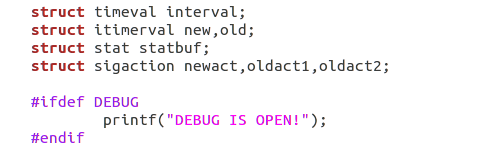 struct timeval interval;
struct itimerval new,old;
struct stat statbuf;
struct sigaction newact,oldact1,oldact2;
#ifdef DEBUG
printf("DEBUG IS OPEN!");
#endif